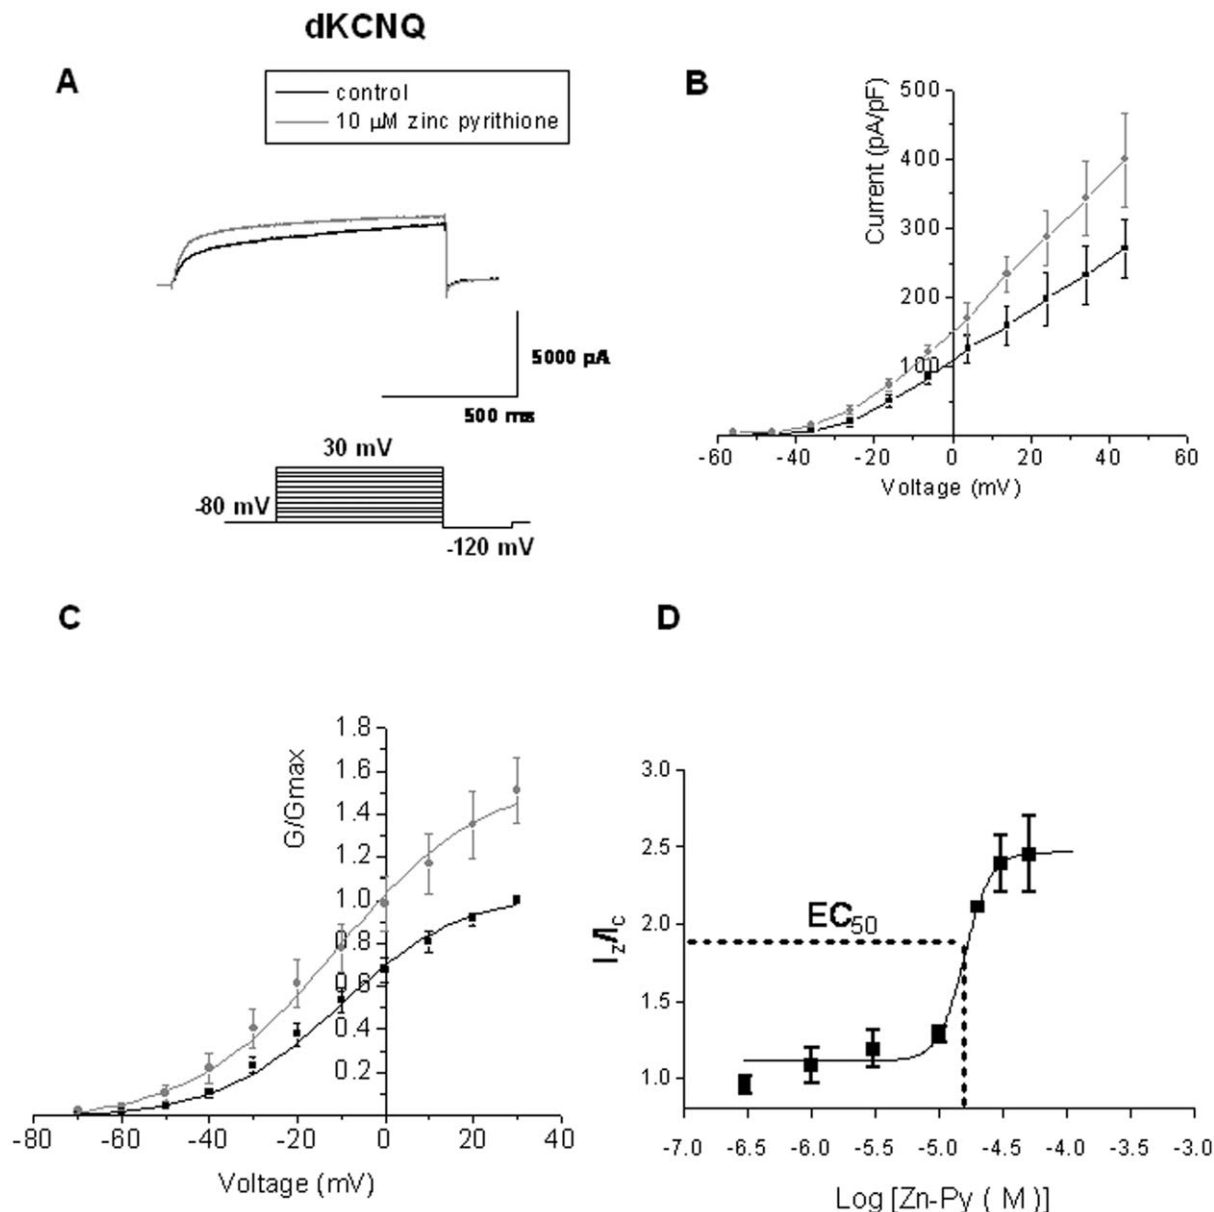 dKCNQ
A
control
10 µM zinc pyrithione
5000 pA
500 ms
30 mV
-80 mV
-120 mV
B
Current (pA/pF)
500
400
300
200
100
-60 -40 -20 0 20 40 60
Voltage (mV)
C
G/Gmax
1.8
1.6
1.4
1.2
1.0
0.8
0.6
0.4
0.2
-80 -60 -40 -20 0 20 40
Voltage (mV)
D
Iz/Ic
3.0
2.5
2.0
1.5
1.0
EC50
-7.0 -6.5 -6.0 -5.5 -5.0 -4.5 -4.0 -3.5 -3.0
Log [Zn-Py ( M)]